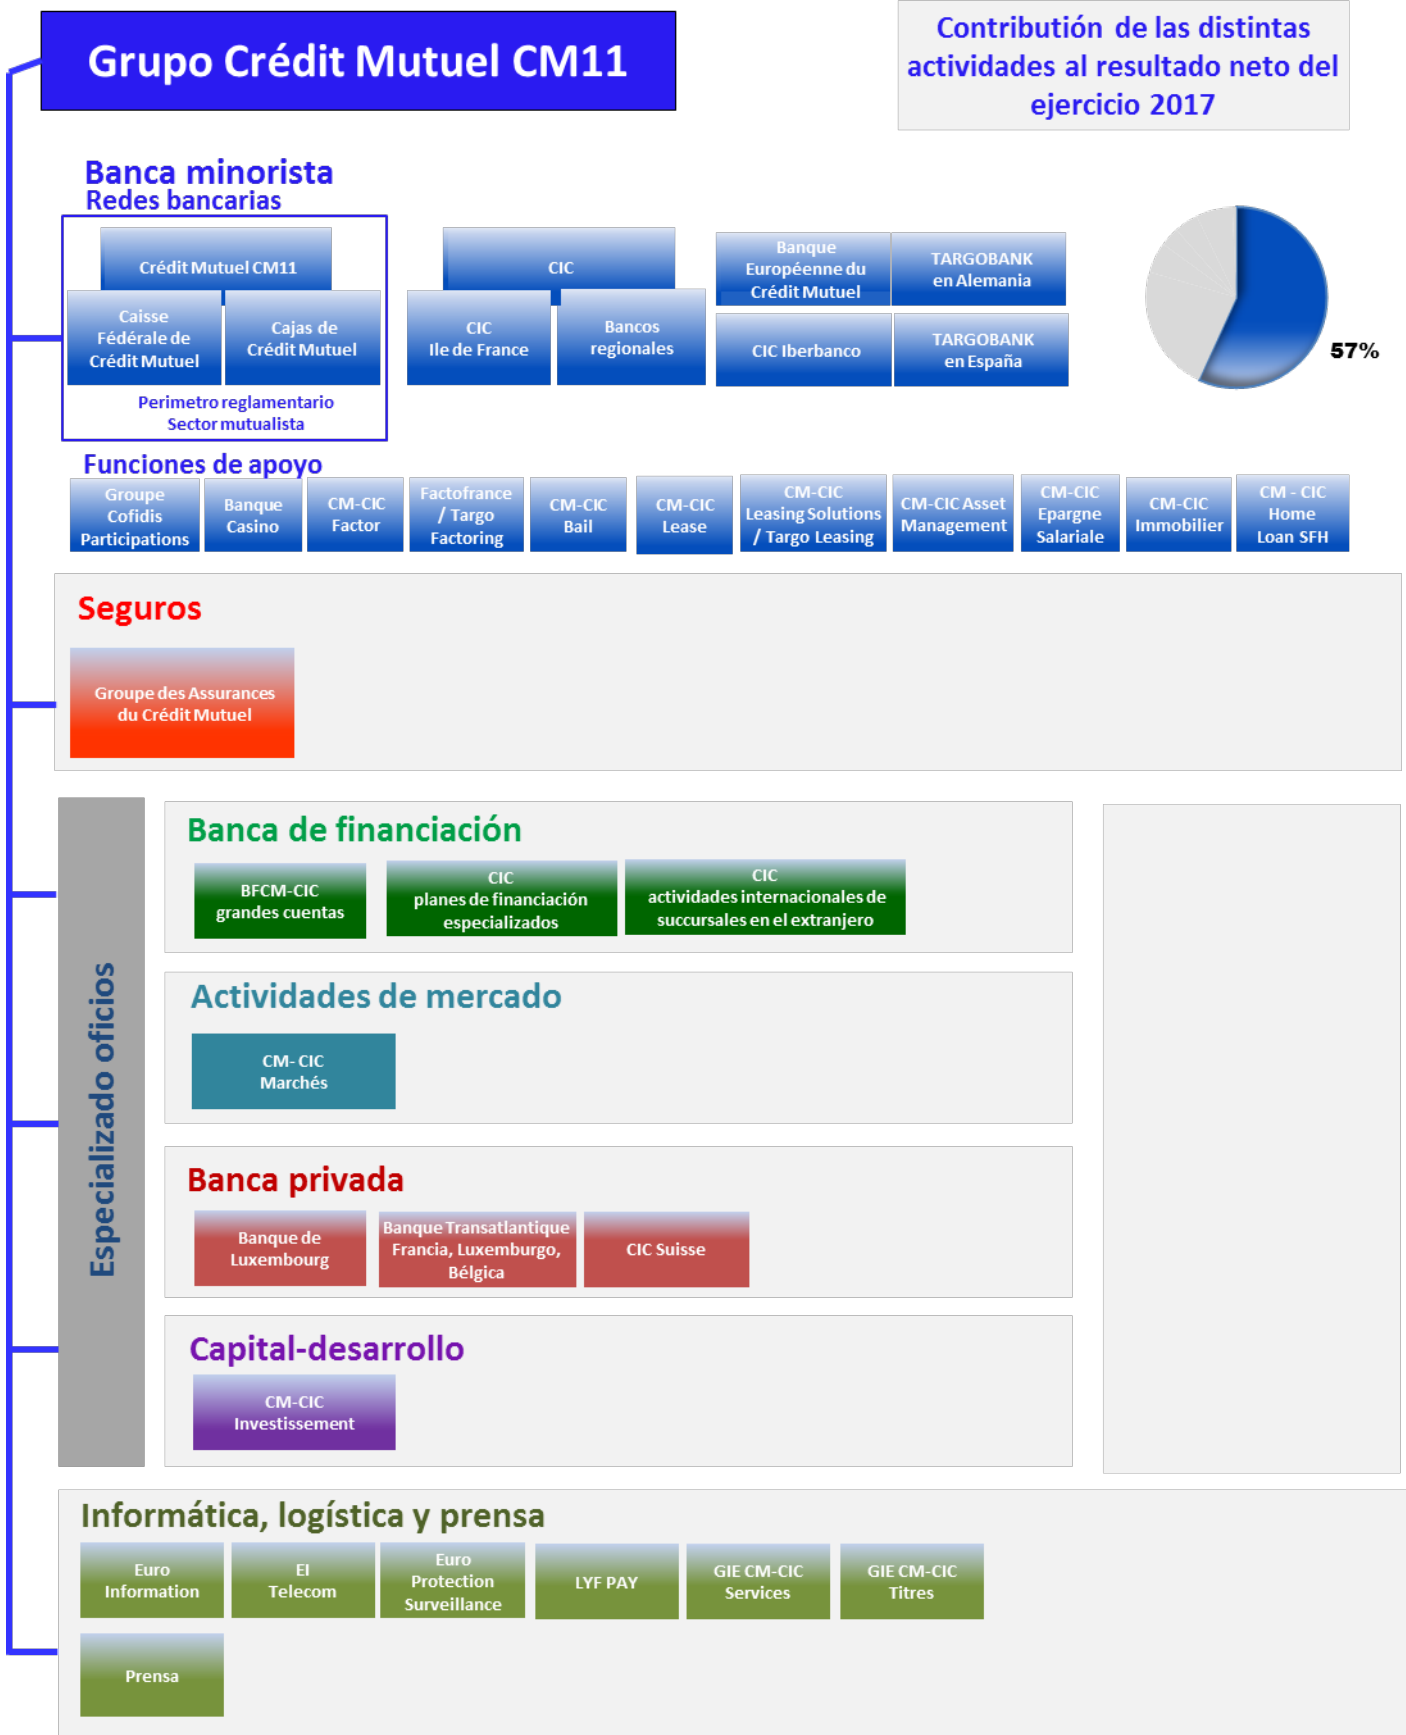 Grupo Crédit Mutuel CM11
Contributión de las distintas
actividades al resultado neto del
ejercicio 2017
Banca minorista
Redes bancarias
Crédit Mutuel CM11
Caisse
Fédérale de
Crédit Mutuel
Cajas de
Crédit Mutuel
Perimetro reglamentario
Sector mutualista
CIC
CIC
Ile de France
Bancos
regionales
Banque
Européenne du
Crédit Mutuel
TARGOBANK
en Alemania
CIC Iberbanco
TARGOBANK
en España
57%
Funciones de apoyo
Groupe
Cofidis
Participations
Banque
Casino
CM-CIC
Factor
Factofrance
/ Targo
Factoring
CM-CIC
Bail
CM-CIC
Lease
CM-CIC
Leasing Solutions
/ Targo Leasing
CM-CIC Asset
Management
CM-CIC
Epargne
Salariale
CM-CIC
Immobilier
CM - CIC
Home
Loan SFH
Seguros
Groupe des Assurances
du Crédit Mutuel
Especializado oficios
Banca de financiación
BFCM-CIC
grandes cuentas
CIC
planes de financiación
especializados
CIC
actividades internacionales de
succursales en el extranjero
Actividades de mercado
CM- CIC
Marchés
Banca privada
Banque de
Luxembourg
Banque Transatlantique
Francia, Luxemburgo,
Bélgica
CIC Suisse
Capital-desarrollo
CM-CIC
Investissement
Informática, logística y prensa
Euro
Information
EI
Telecom
Euro
Protection
Surveillance
LYF PAY
GIE CM-CIC
Services
GIE CM-CIC
Titres
Prensa